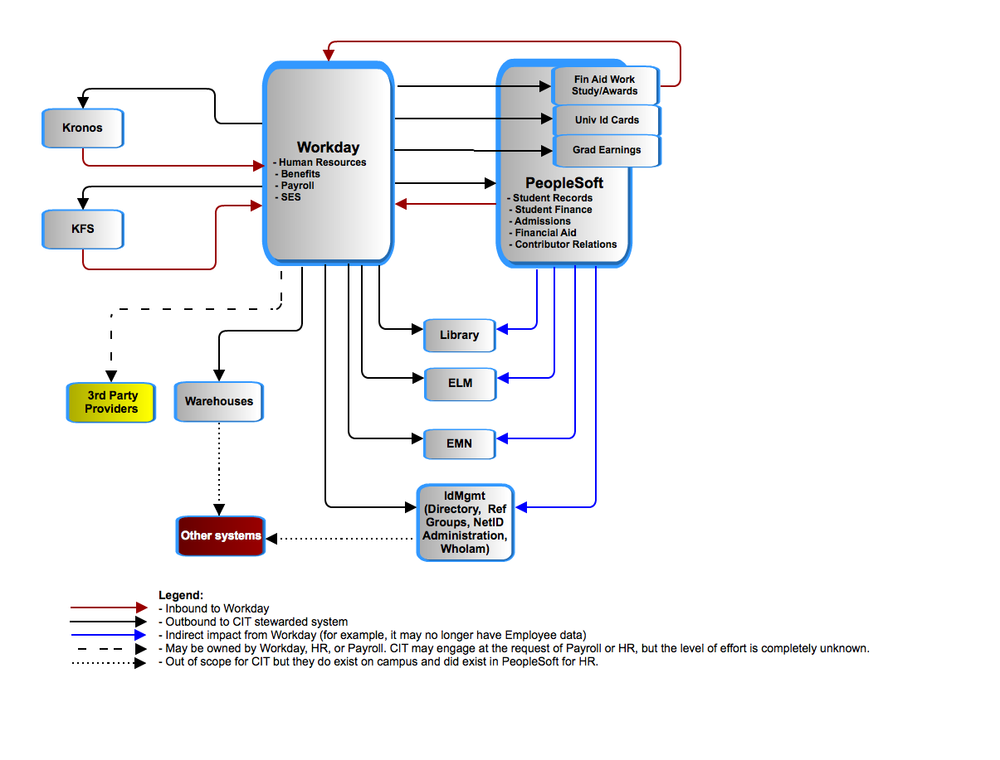 Fin Aid Work
Study/Awards
Univ Id Cards
Grad Earnings
Kronos
KFS
Workday
- Human Resources
- Benefits
- Payroll
- SES
PeopleSoft
- Student Records
- Student Finance
- Admissions
- Financial Aid
- Contributor Relations
Library
ELM
EMN
3rd Party
Providers
Warehouses
IdMgmt
(Directory, Ref
Groups, NetID
Administration,
WhoIam)
Other systems
Legend:
- Inbound to Workday
- Outbound to CIT stewarded system
- Indirect impact from Workday (for example, it may no longer have Employee data)
- May be owned by Workday, HR, or Payroll. CIT may engage at the request of Payroll or HR, but the level of effort is completely unknown.
- Out of scope for CIT but they do exist on campus and did exist in PeopleSoft for HR.